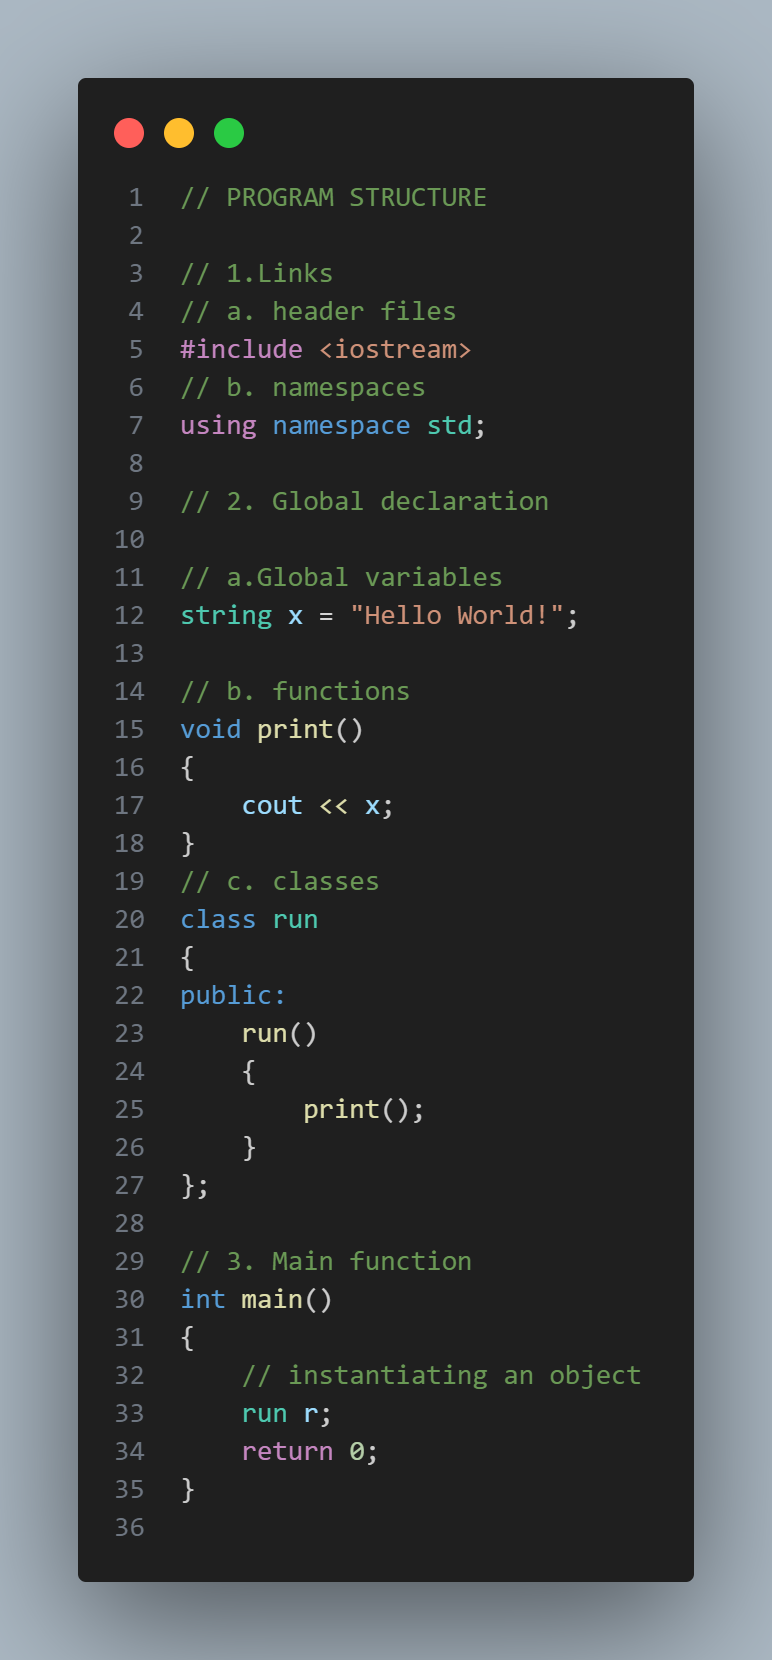 1 // PROGRAM STRUCTURE
2
3 // 1.Links
4 // a. header files
5 #include <iostream>
6 // b. namespaces
7 using namespace std;
8
9 // 2. Global declaration
10
11 // a.Global variables
12 string x = "Hello World!";
13
14 // b. functions
15 void print()
16 {
17     cout << x;
18 }
19 // c. classes
20 class run
21 {
22 public:
23     run()
24     {
25         print();
26     }
27 };
28
29 // 3. Main function
30 int main()
31 {
32     // instantiating an object
33     run r;
34     return 0;
35 }
36